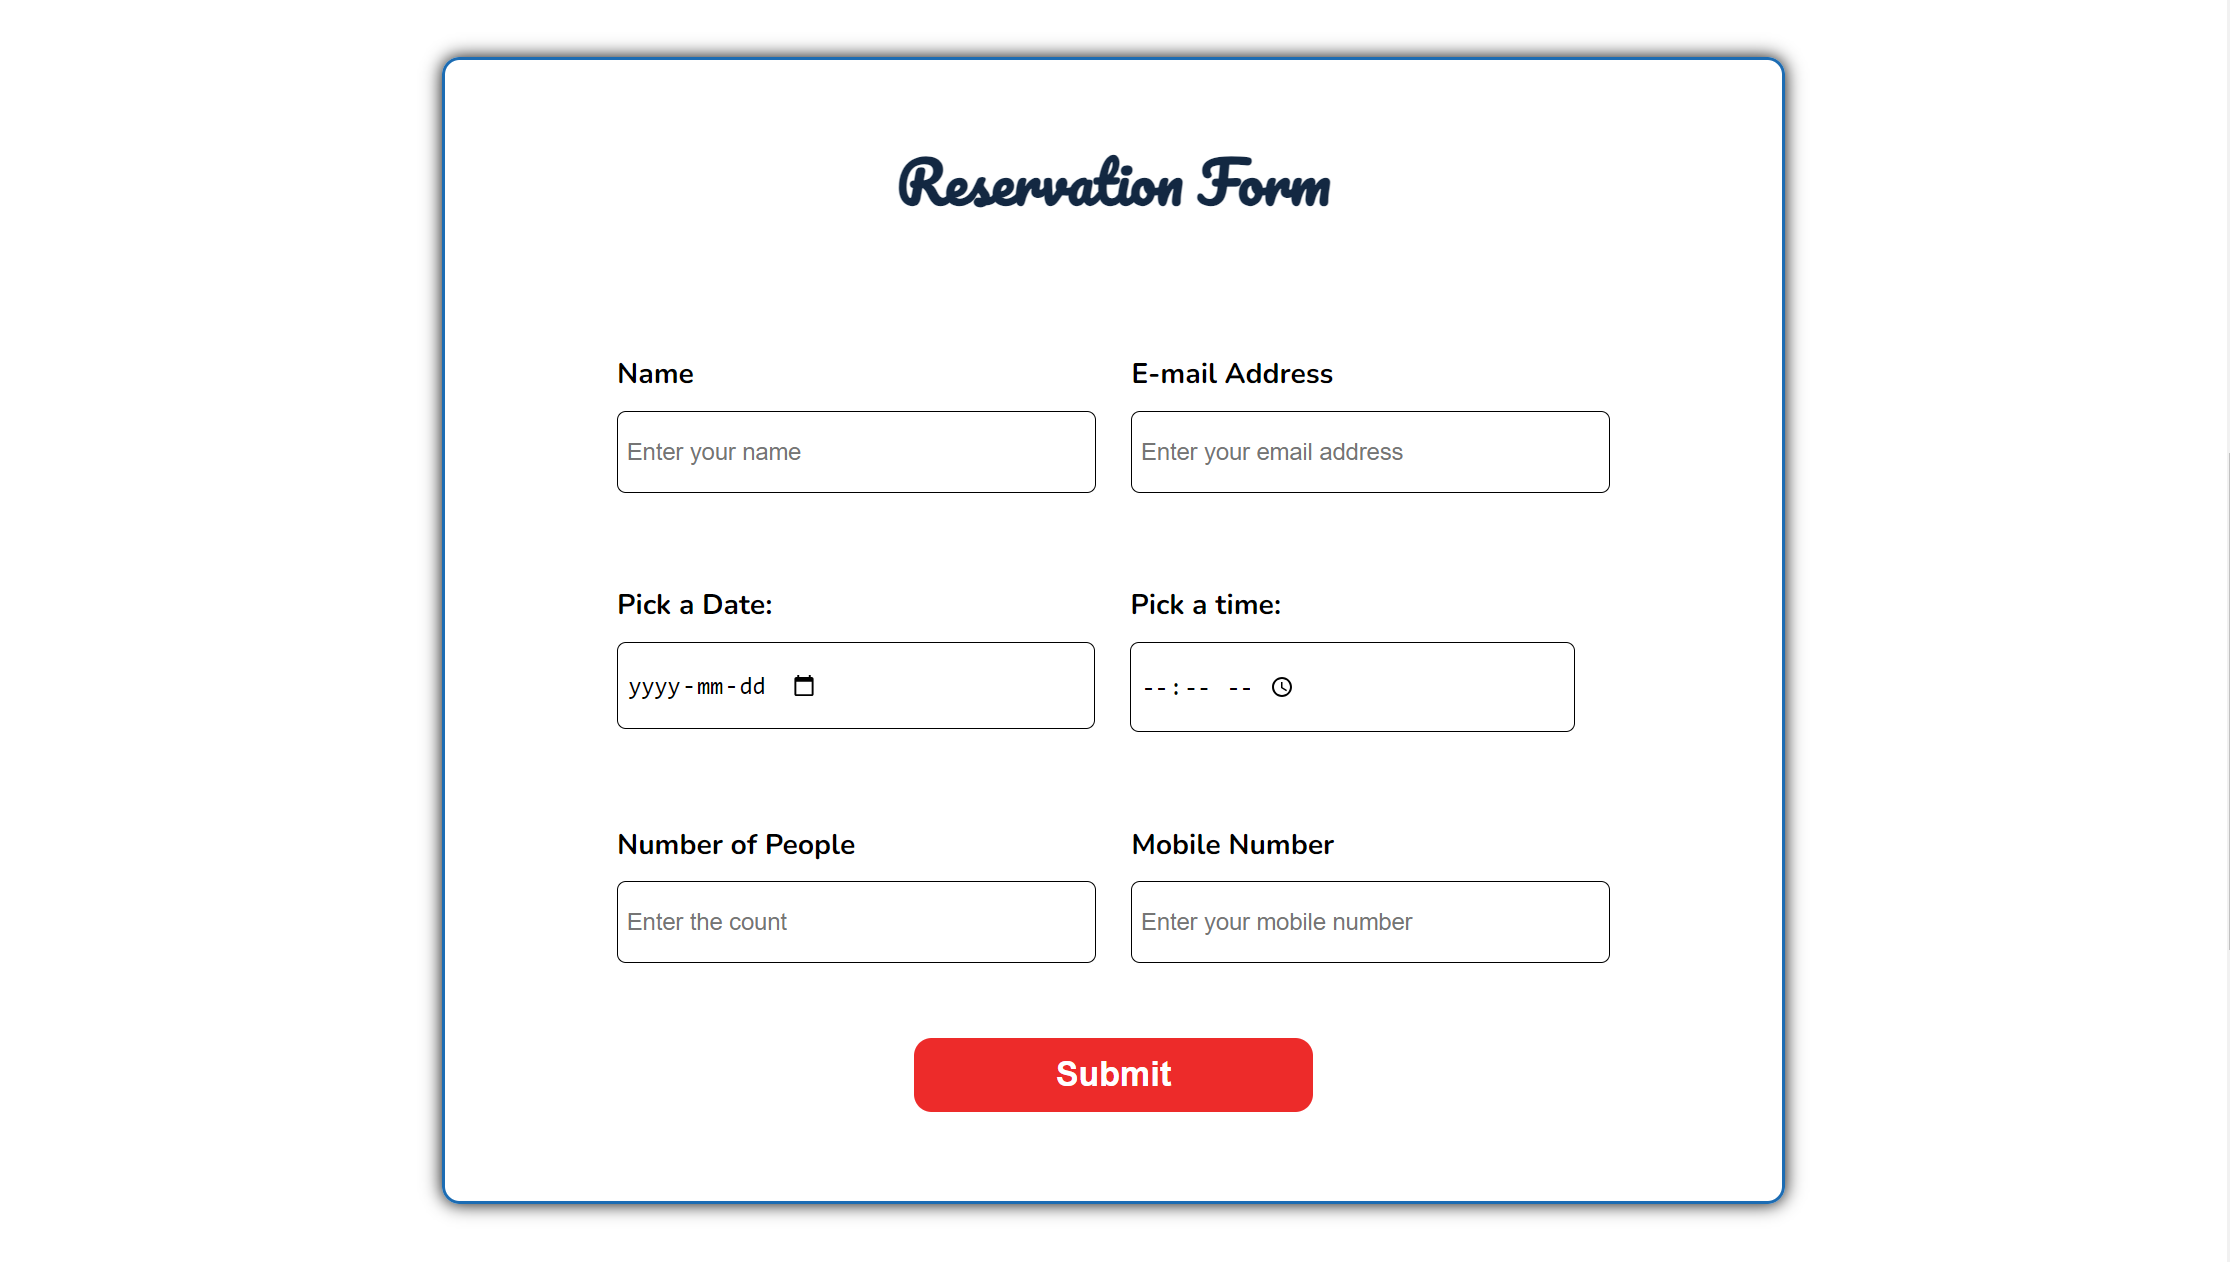 Reservation Form
Name
E-mail Address
Enter your name
Enter your email address
Pick a Date:
Pick a time:
yyyy-mm-dd
--:-- --
Number of People
Mobile Number
Enter the count
Enter your mobile number
Submit